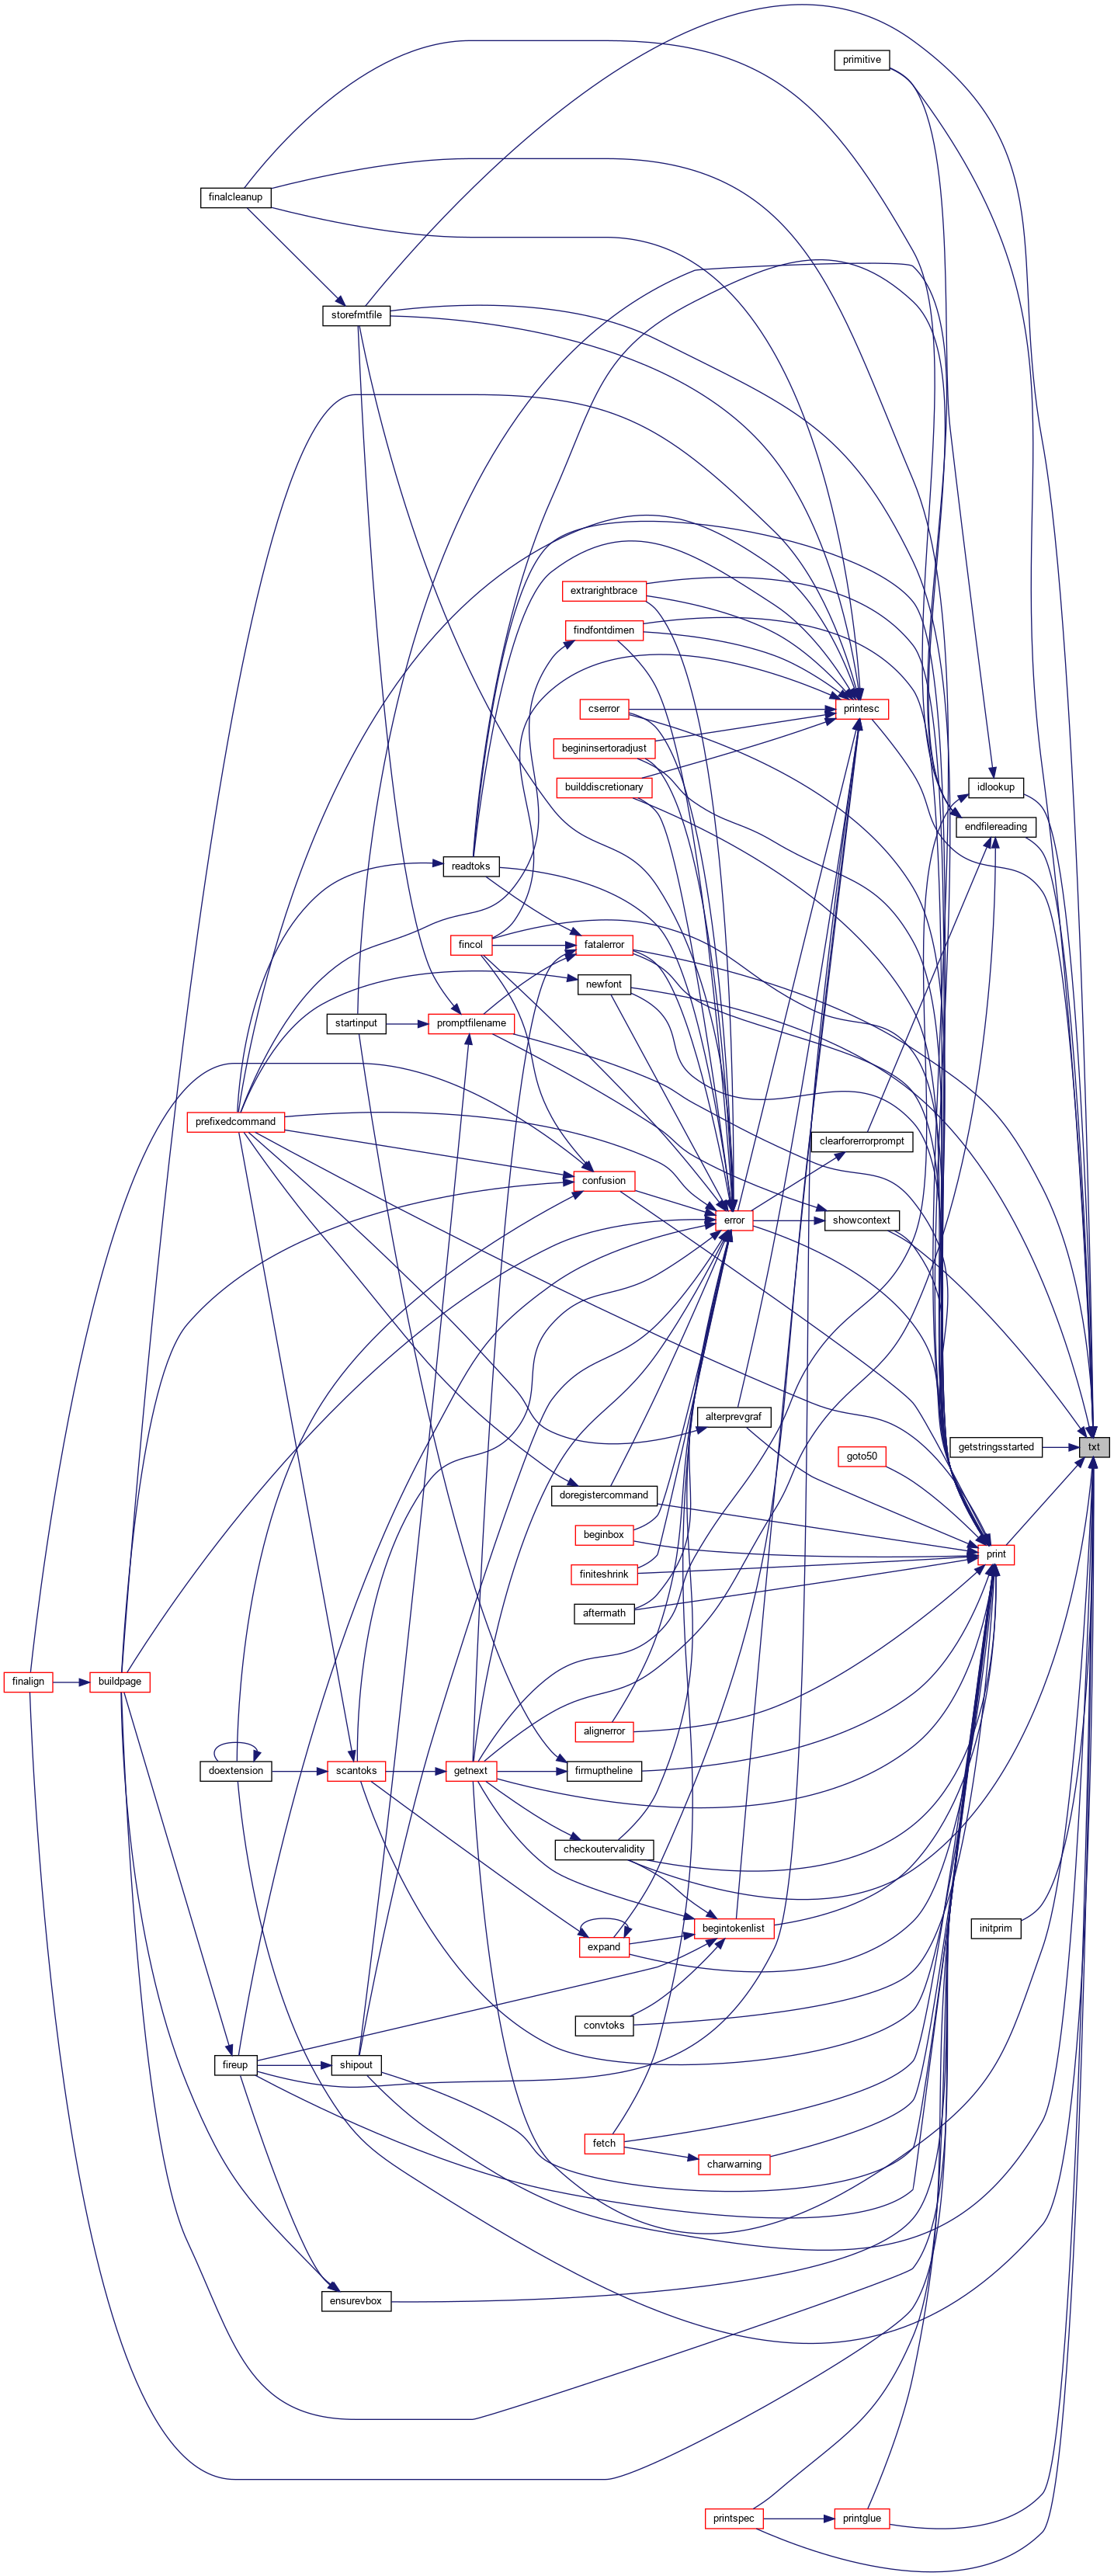 primitive
finalcleanup
storefmtfile
extrarightbrace
findfontdimen
cserror
printesc
begininsertoradjust
builddiscretionary
idlookup
endfilereading
readtoks
fincol
fatalerror
newfont
startinput
promptfilename
prefixedcommand
clearforerrorprompt
confusion
error
showcontext
alterprevgraf
getstringsstarted
txt
goto50
doregistercommand
beginbox
print
finiteshrink
aftermath
finalign
buildpage
alignerror
doextension
scantoks
getnext
firmuptheline
checkoutervalidity
begintokenlist
initprim
expand
convtoks
fireup
shipout
fetch
charwarning
ensurevbox
printspec
printglue